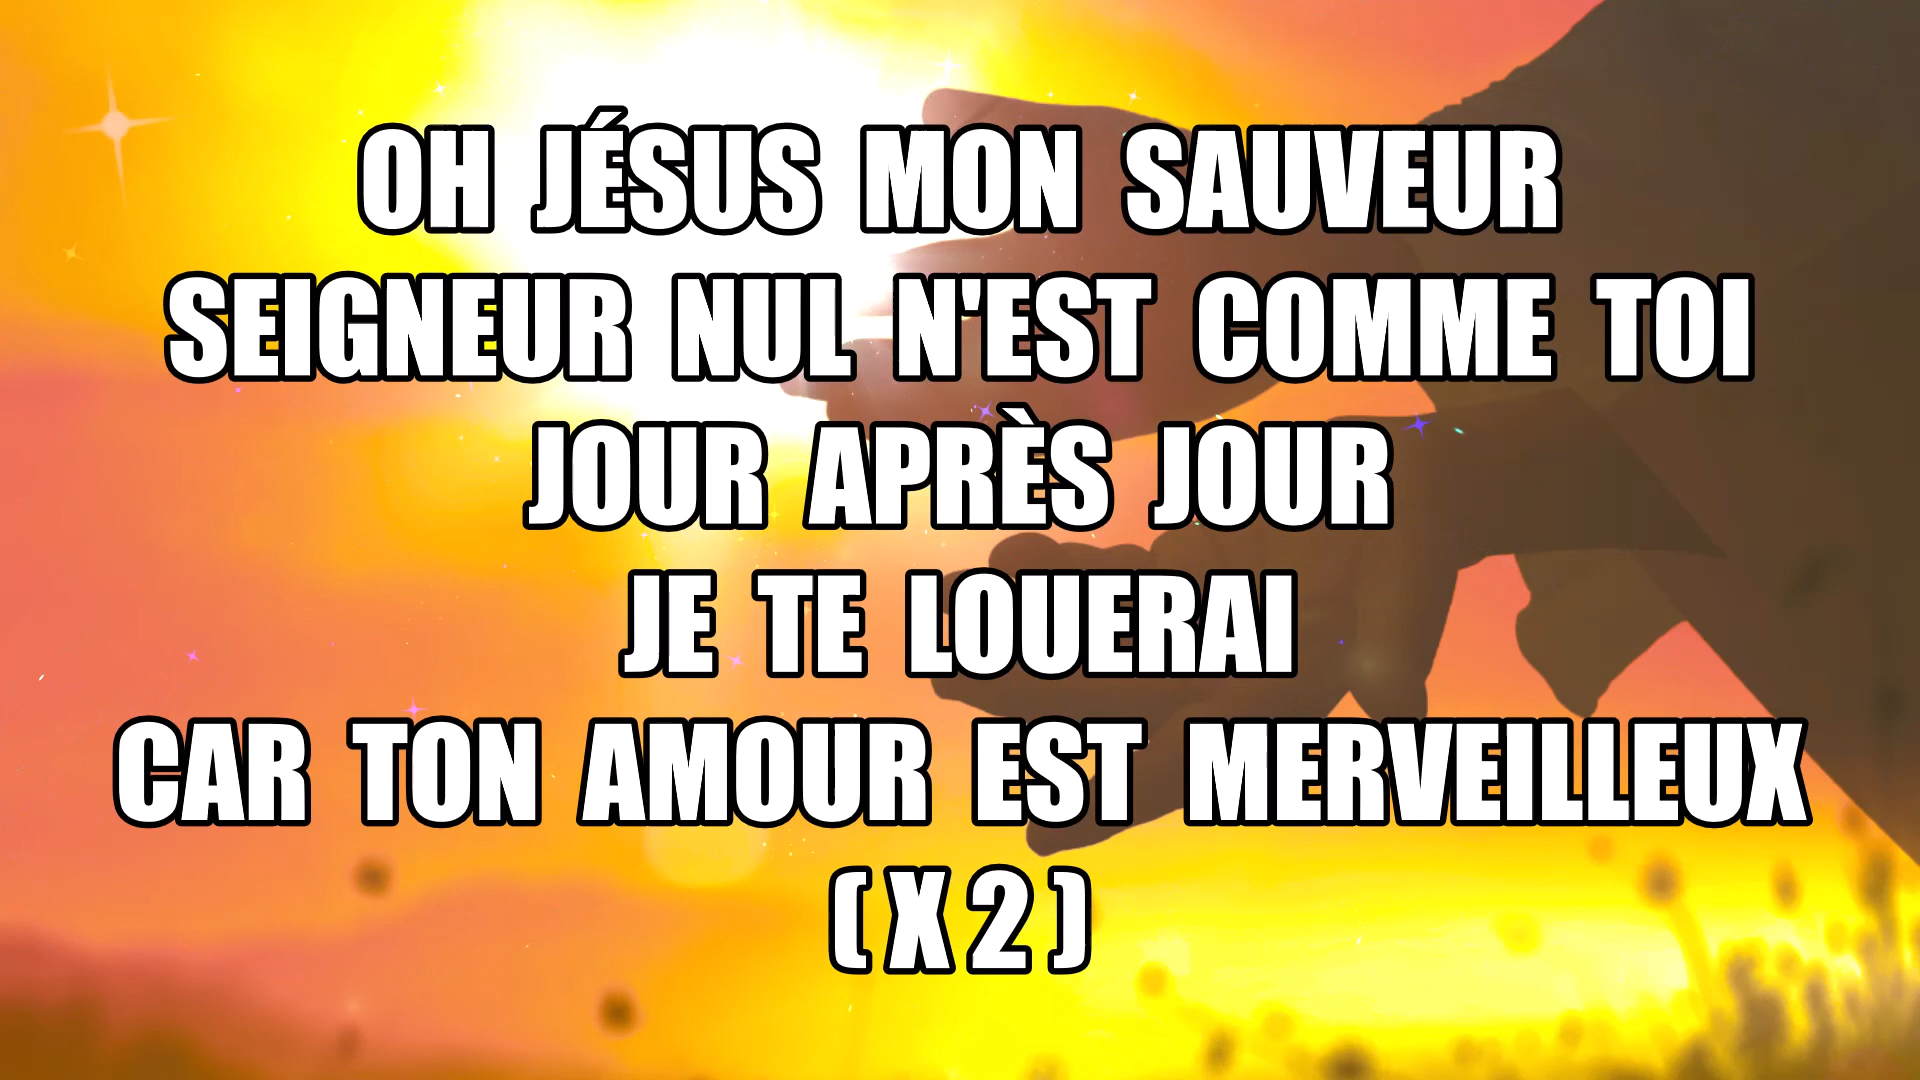 OH JÉSUS MON SAUVEUR
SEIGNEUR NUL N'EST COMME TOI
JOUR APRÈS JOUR
JE TE LOUERAI
CAR TON AMOUR EST MERVEILLEUX
(X2)